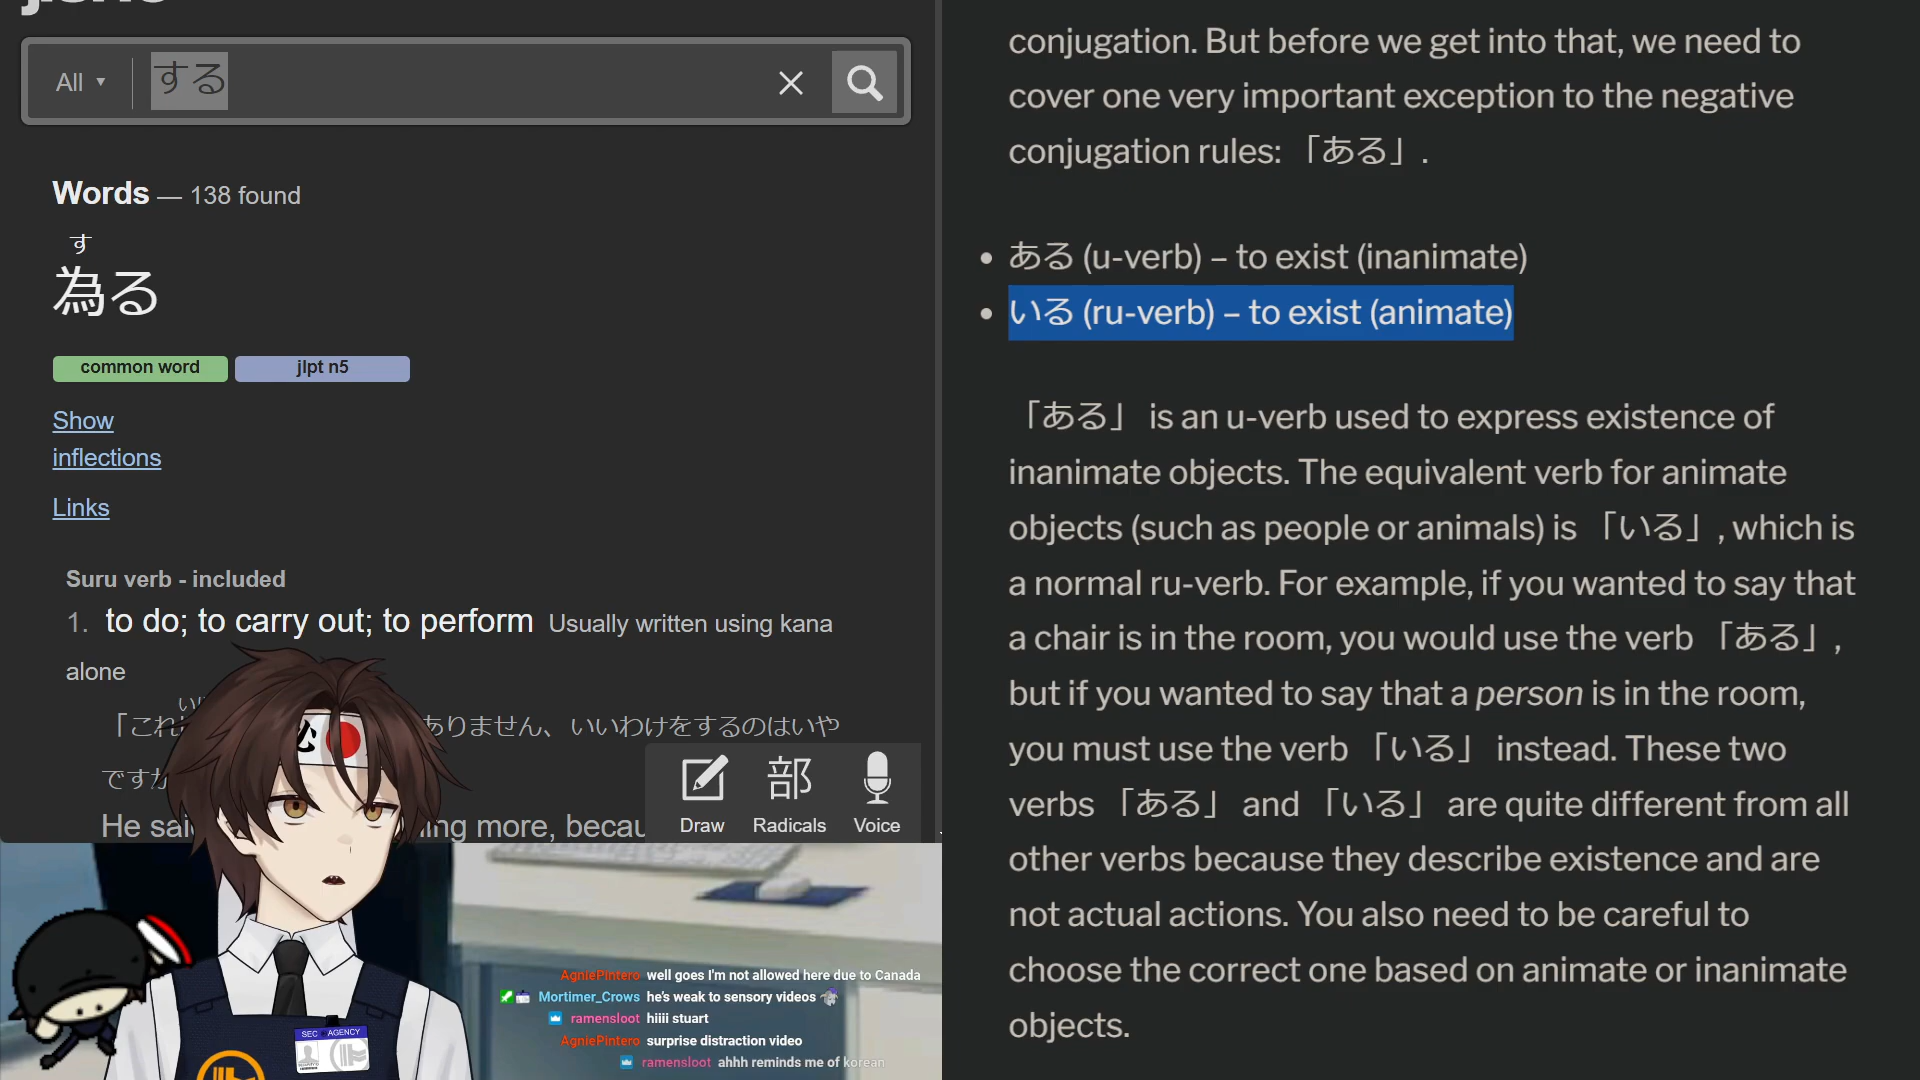 All ▼ する
Words — 138 found
す
為る
common word jlpt n5
Show
inflections
Links
Suru verb - included
1. to do; to carry out; to perform Usually written using kana
alone
「これ ありません、いいわけをするのはいや
ですか
He said ing more, becau
Draw Radicals Voice
部
必
SEC AGENCY
AgniePintero well goes I'm not allowed here due to Canada
Mortimer_Crows he's weak to sensory videos
ramensloot hiiii stuart
AgniePintero surprise distraction video
ramensloot ahhh reminds me of korean
conjugation. But before we get into that, we need to
cover one very important exception to the negative
conjugation rules: 「ある」.
• ある (u-verb) – to exist (inanimate)
• いる (ru-verb) – to exist (animate)
「ある」 is an u-verb used to express existence of
inanimate objects. The equivalent verb for animate
objects (such as people or animals) is 「いる」, which is
a normal ru-verb. For example, if you wanted to say that
a chair is in the room, you would use the verb 「ある」,
but if you wanted to say that a person is in the room,
you must use the verb 「いる」 instead. These two
verbs 「ある」 and 「いる」 are quite different from all
other verbs because they describe existence and are
not actual actions. You also need to be careful to
choose the correct one based on animate or inanimate
objects.